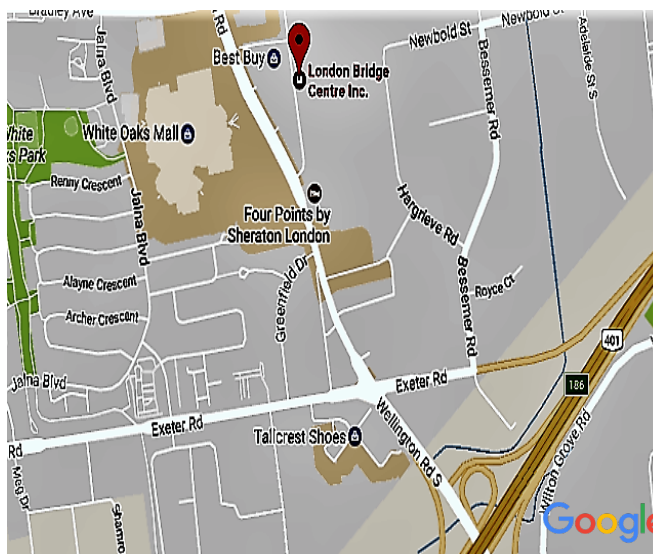 Bradley Ave
Jalna Blvd
Rd
Best Buy
London Bridge
Centre Inc.
Newbold St
Newbold St
Bessemer Rd
Adelaide St S
White
ks Park
White Oaks Mall
Renny Crescent
Jalna Blvd
Four Points by
Sheraton London
Hargrieve Rd
Bessemer Rd
Greenfield Dr
Alayne Crescent
Royce Ct
Archer Crescent
401
186
Jalna Blvd
Exeter Rd
Exeter Rd
Rd
Tallcrest Shoes
Wellington Rd S
Wilton Grove Rd
Meg Dr
Shamro
Google